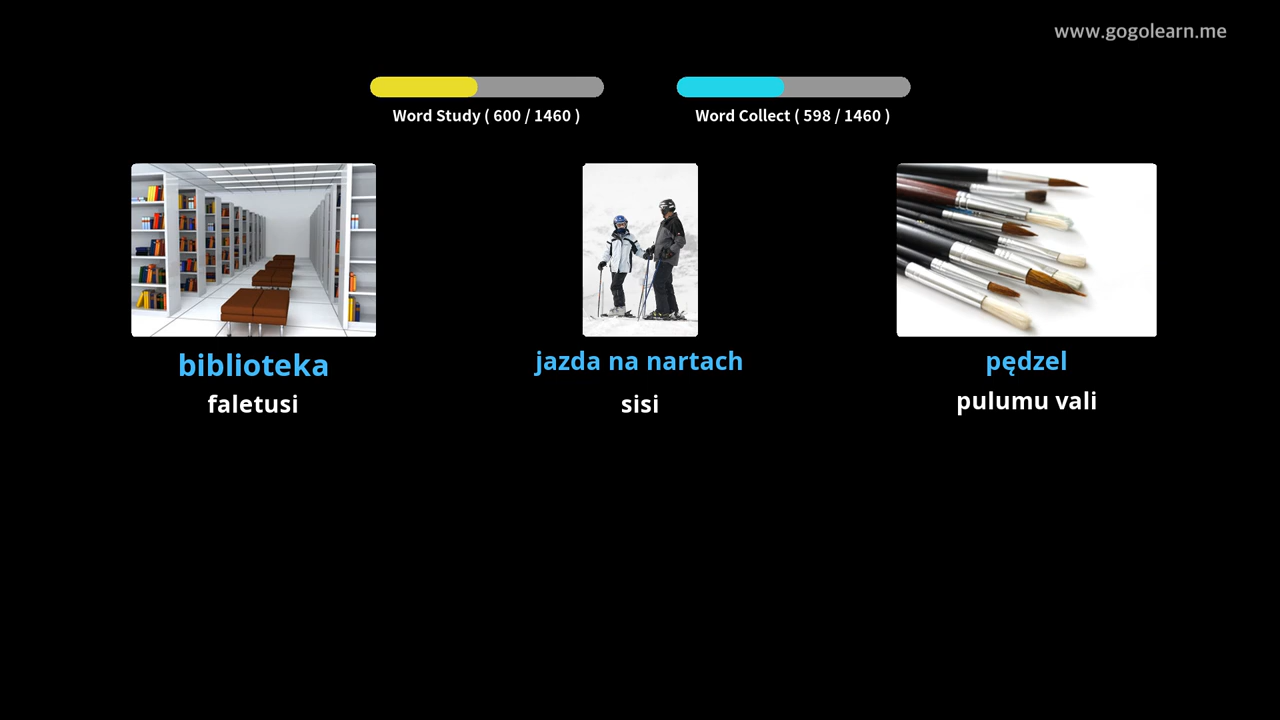 www.gogolearn.me
Word Study ( 600 / 1460 )
Word Collect ( 598 / 1460 )
biblioteka
faletusi
jazda na nartach
sisi
pędzel
pulumu vali